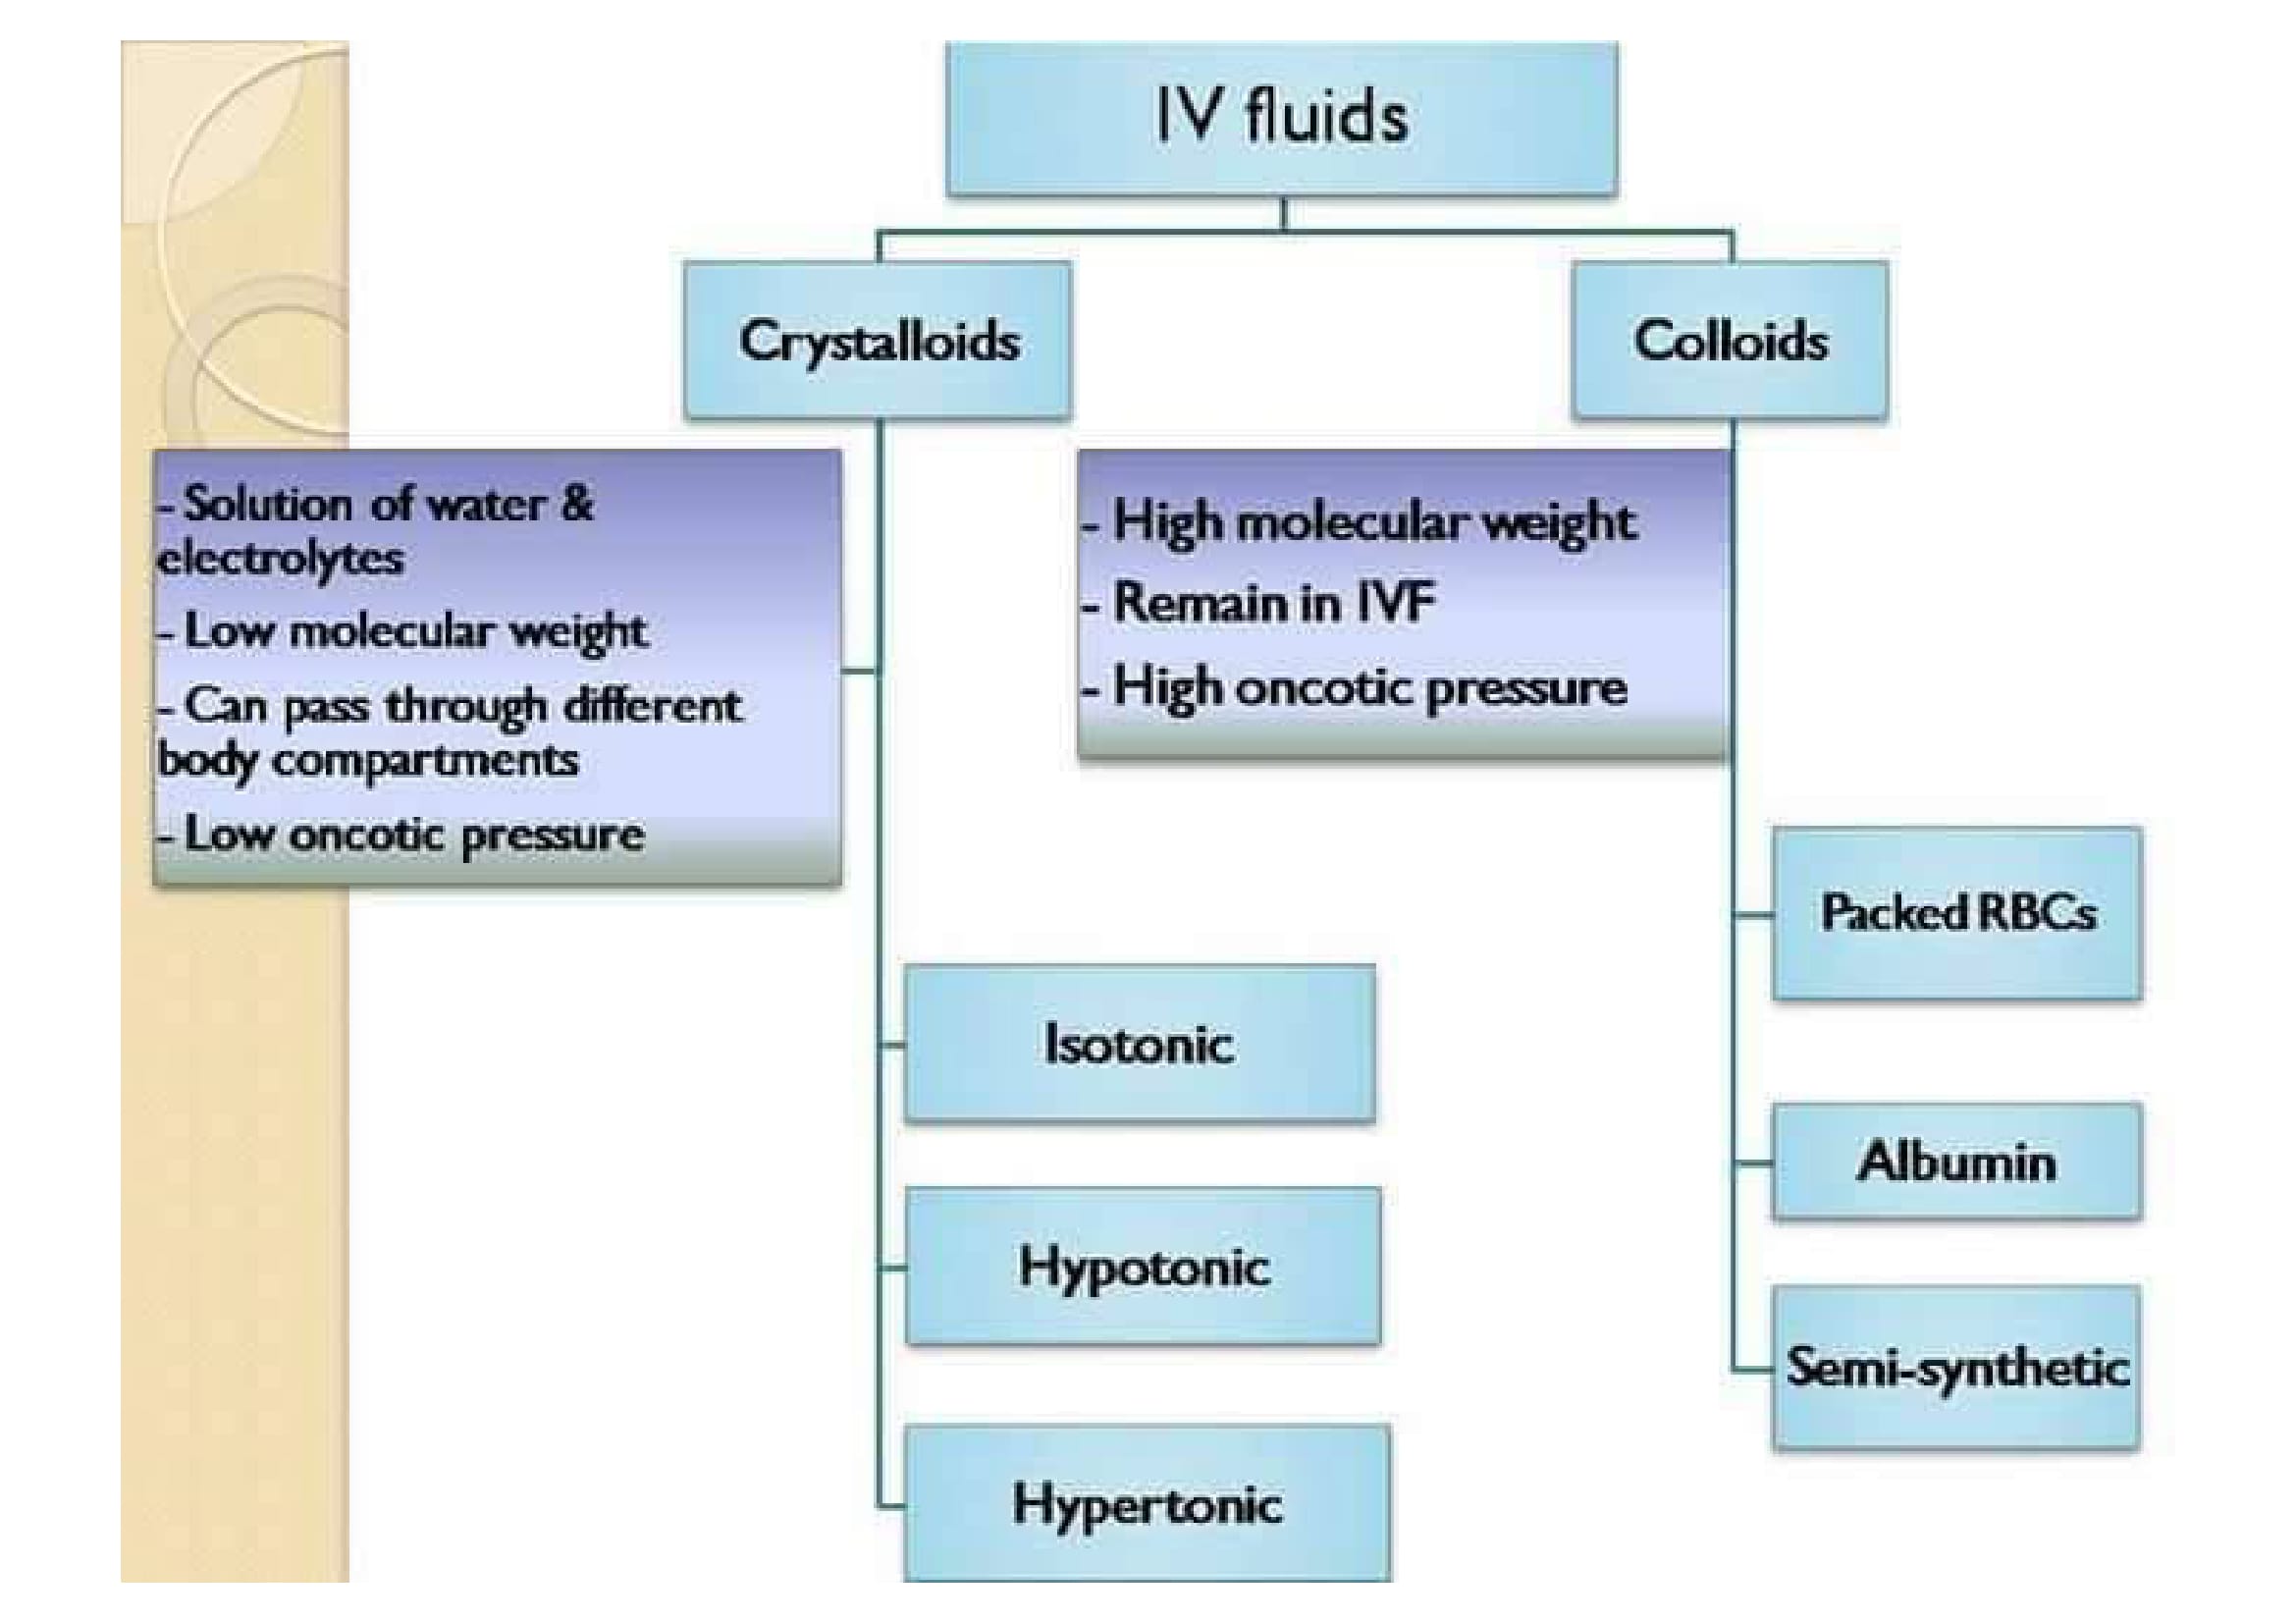 IV fluids
Crystalloids
Colloids
- Solution of water &
electrolytes
- Low molecular weight
- Can pass through different
body compartments
- Low oncotic pressure
- High molecular weight
- Remain in IVF
- High oncotic pressure
Packed RBCs
Isotonic
Albumin
Hypotonic
Semi-synthetic
Hypertonic